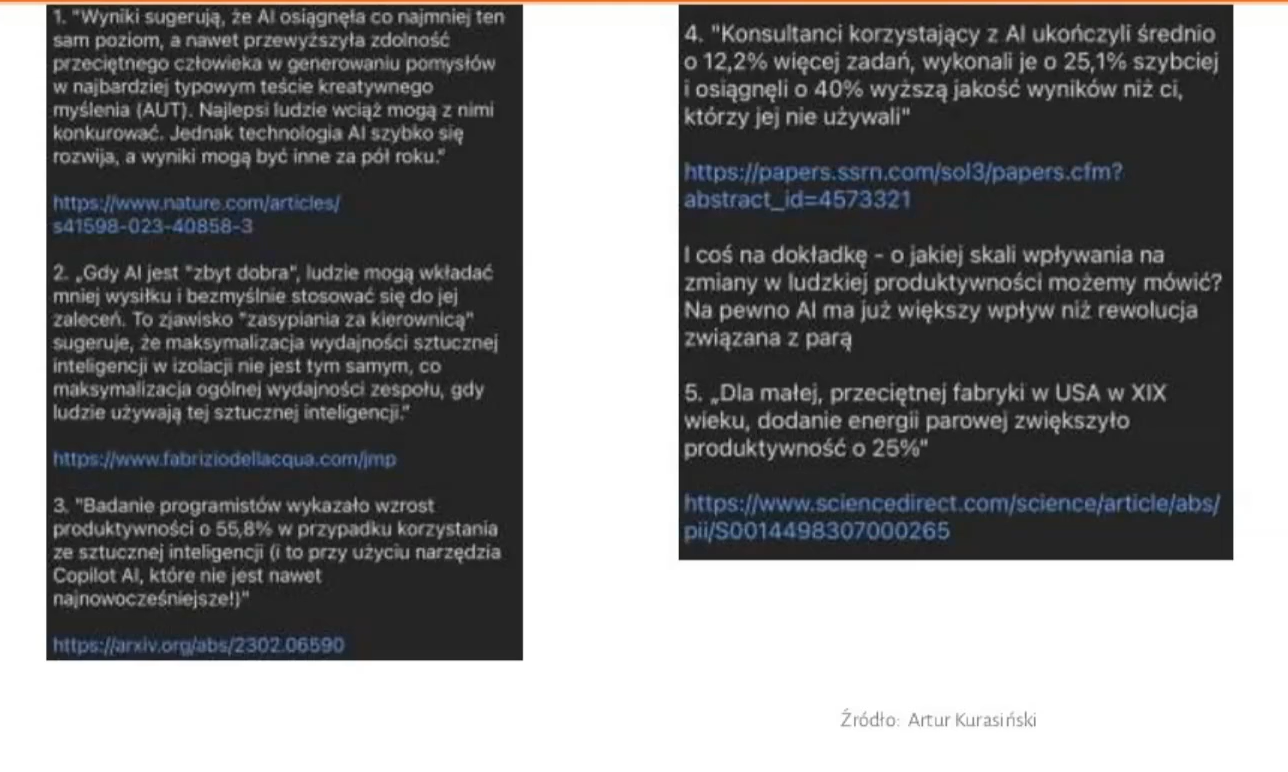 1. "Wyniki sugerują, że AI osiągnęła co najmniej ten
sam poziom, a nawet przewyższyła zdolność
przeciętnego człowieka w generowaniu pomysłów
w najbardziej typowym teście kreatywnego
myślenia (AUT). Najlepsi ludzie wciąż mogą z nimi
konkurować. Jednak technologia AI szybko się
rozwija, a wyniki mogą być inne za pół roku."
https://www.nature.com/articles/
s41598-023-40858-3
2. „Gdy AI jest "zbyt dobra", ludzie mogą wkładać
mniej wysiłku i bezmyślnie stosować się do jej
zaleceń. To zjawisko "zasypiania za kierownicą"
sugeruje, że maksymalizacja wydajności sztucznej
inteligencji w izolacji nie jest tym samym, co
maksymalizacja ogólnej wydajności zespołu, gdy
ludzie używają tej sztucznej inteligencji."
https://www.fabriziodellacqua.com/jmp
3. "Badanie programistów wykazało wzrost
produktywności o 55,8% w przypadku korzystania
ze sztucznej inteligencji (i to przy użyciu narzędzia
Copilot AI, które nie jest nawet
najnowocześniejsze!)"
https://arxiv.org/abs/2302.06590
4. "Konsultanci korzystający z AI ukończyli średnio
o 12,2% więcej zadań, wykonali je o 25,1% szybciej
i osiągnęli o 40% wyższą jakość wyników niż ci,
którzy jej nie używali"
https://papers.ssrn.com/sol3/papers.cfm?
abstract_id=4573321
I coś na dokładkę - o jakiej skali wpływania na
zmiany w ludzkiej produktywności możemy mówić?
Na pewno AI ma już większy wpływ niż rewolucja
związana z parą
5. „Dla małej, przeciętnej fabryki w USA w XIX
wieku, dodanie energii parowej zwiększyło
produktywność o 25%"
https://www.sciencedirect.com/science/article/abs/
pii/S0014498307000265
Źródło: Artur Kurasiński